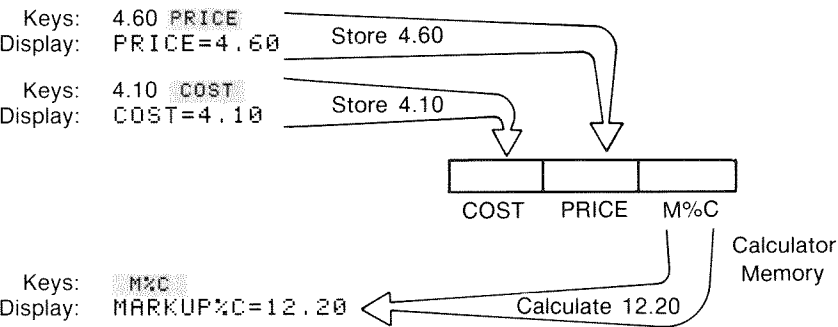 Keys: 4.60 PRICE
Display: PRICE=4.60
Store 4.60
Keys: 4.10 COST
Display: COST=4.10
Store 4.10
COST PRICE M%C
Calculator
Memory
Keys: M%C
Display: MARKUP%C=12.20
Calculate 12.20